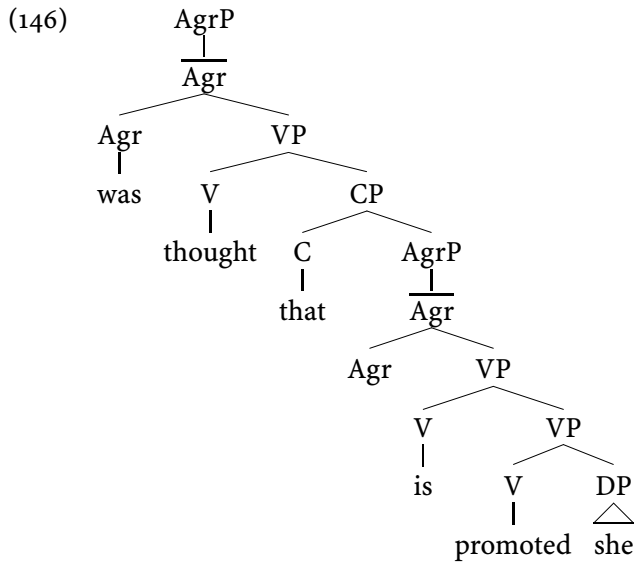 (146) AgrP
Agr
Agr VP
was V CP
thought C AgrP
that Agr
Agr VP
V VP
is V DP
promoted she